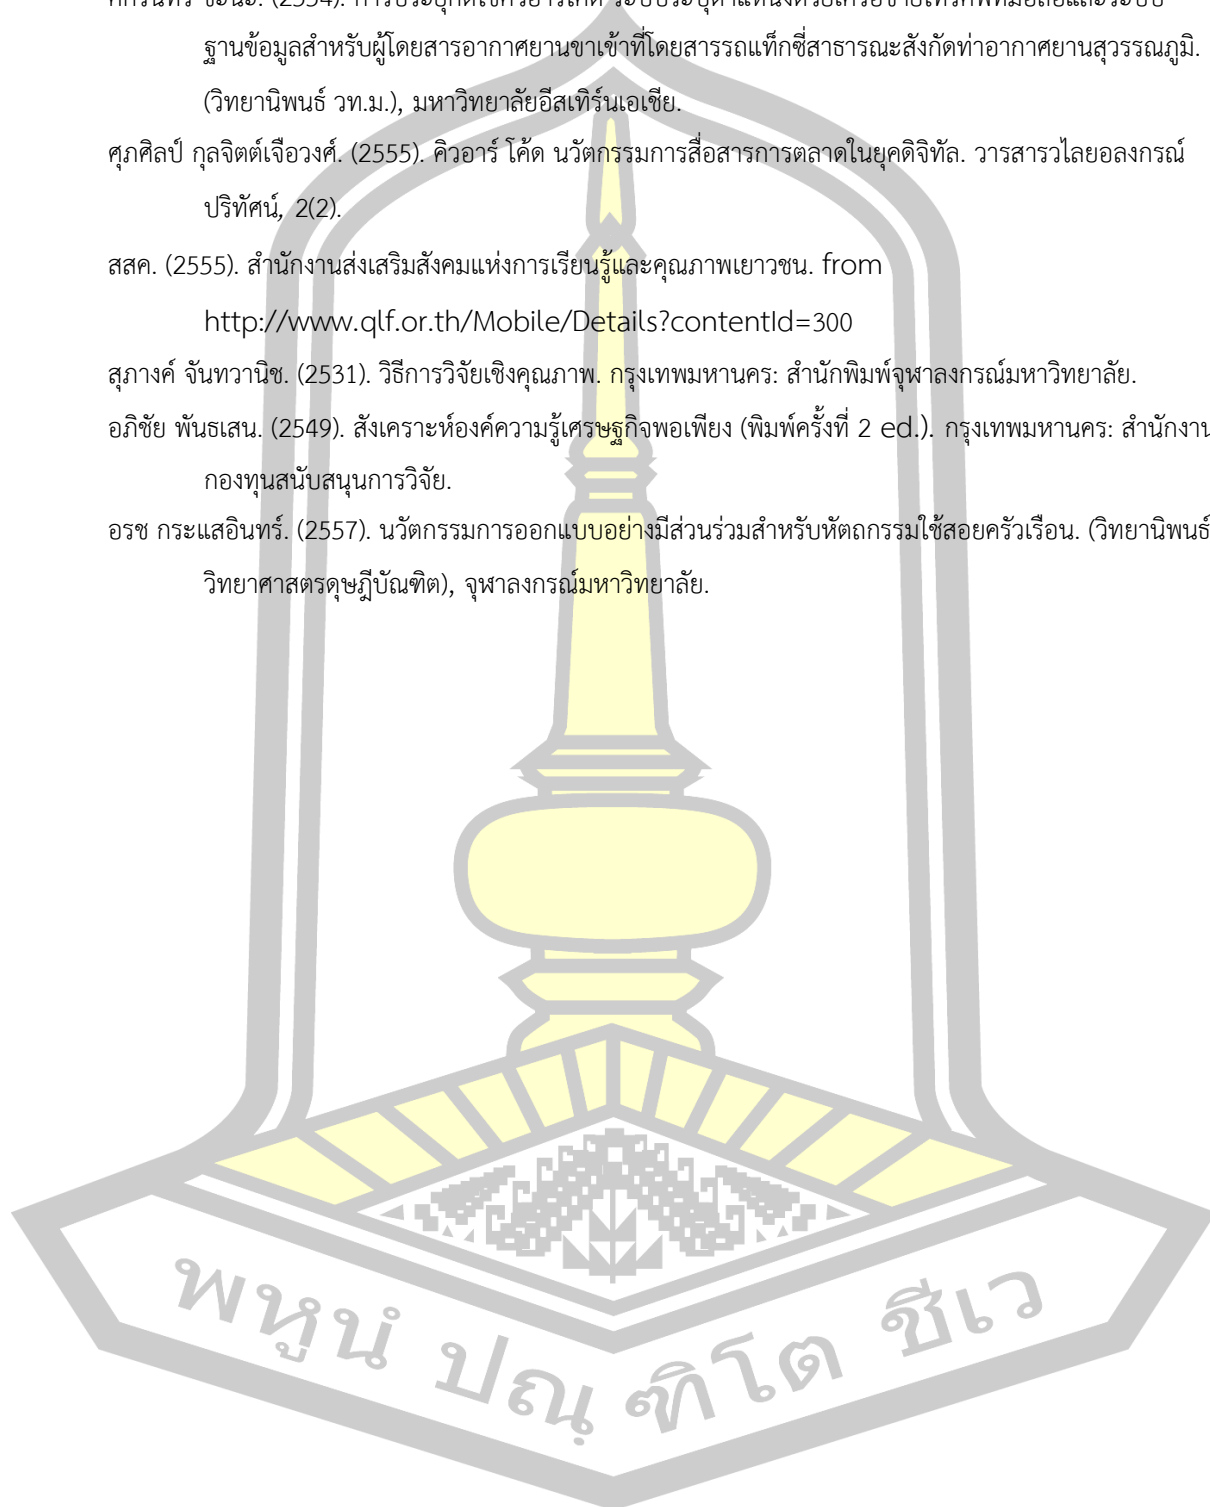 ฐานข้อมูลสำหรับผู้โดยสารอากาศยานขาเข้าที่โดยสารรถแท็กซี่สาธารณะสังกัดท่าอากาศยานสุวรรณภูมิ.
(วิทยานิพนธ์ วท.ม.), มหาวิทยาลัยอีสเทิร์นเอเชีย.
ศุภศิลป์ กุลจิตต์เจือวงศ์. (2555). คิวอาร์ โค้ด นวัตกรรมการสื่อสารการตลาดในยุคดิจิทัล. วารสารวไลยอลงกรณ์
ปริทัศน์, 2(2).
สสค. (2555). สำนักงานส่งเสริมสังคมแห่งการเรียนรู้และคุณภาพเยาวชน. from
http://www.qlf.or.th/Mobile/Details?contentId=300
สุภางค์ จันทวานิช. (2531). วิธีการวิจัยเชิงคุณภาพ. กรุงเทพมหานคร: สำนักพิมพ์จุฬาลงกรณ์มหาวิทยาลัย.
อภิชัย พันธเสน. (2549). สังเคราะห์องค์ความรู้เศรษฐกิจพอเพียง (พิมพ์ครั้งที่ 2 ed.). กรุงเทพมหานคร: สำนักงาน
กองทุนสนับสนุนการวิจัย.
อรช กระแสอินทร์. (2557). นวัตกรรมการออกแบบอย่างมีส่วนร่วมสำหรับหัตถกรรมใช้สอยครัวเรือน. (วิทยานิพนธ์
วิทยาศาสตรดุษฎีบัณฑิต), จุฬาลงกรณ์มหาวิทยาลัย.
พหูนํ ปณฺฑิโต ชีเว